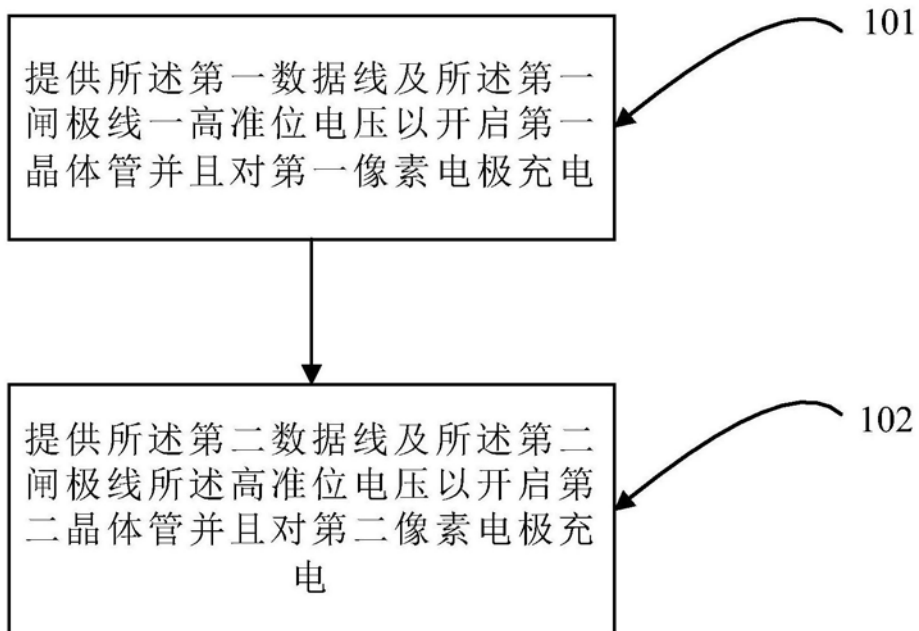 101
提供所述第一数据线及所述第一
闸极线一高准位电压以开启第一
晶体管并且对第一像素电极充电
102
提供所述第二数据线及所述第二
闸极线所述高准位电压以开启第
二晶体管并且对第二像素电极充
电